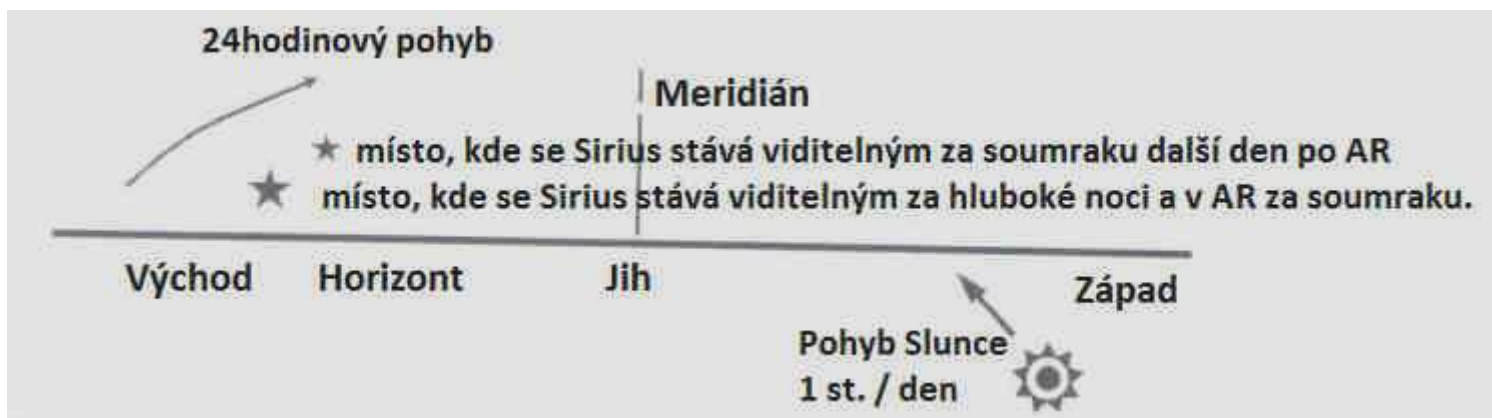 24hodinový pohyb
Meridián
místo, kde se Sirius stává viditelným za soumraku další den po AR
místo, kde se Sirius stává viditelným za hluboké noci a v AR za soumraku.
Východ Horizont Jih Západ
Pohyb Slunce
1 st. / den